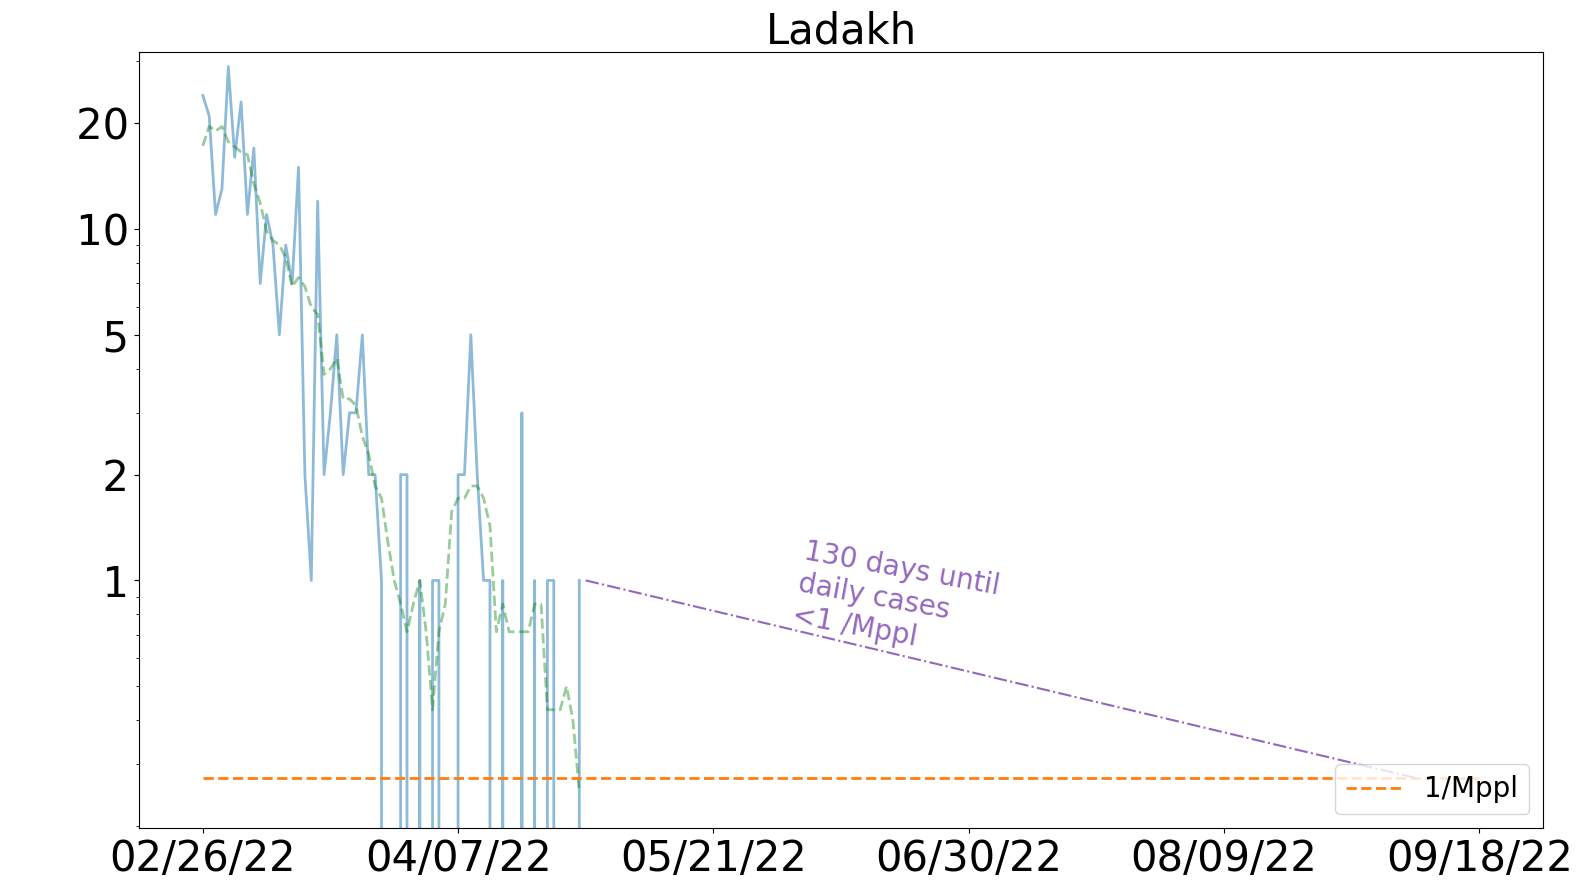 Ladakh
20
10
5
2
1
130 days until
daily cases
<1 /Mppl
1/Mppl
02/26/22 04/07/22 05/21/22 06/30/22 08/09/22 09/18/22